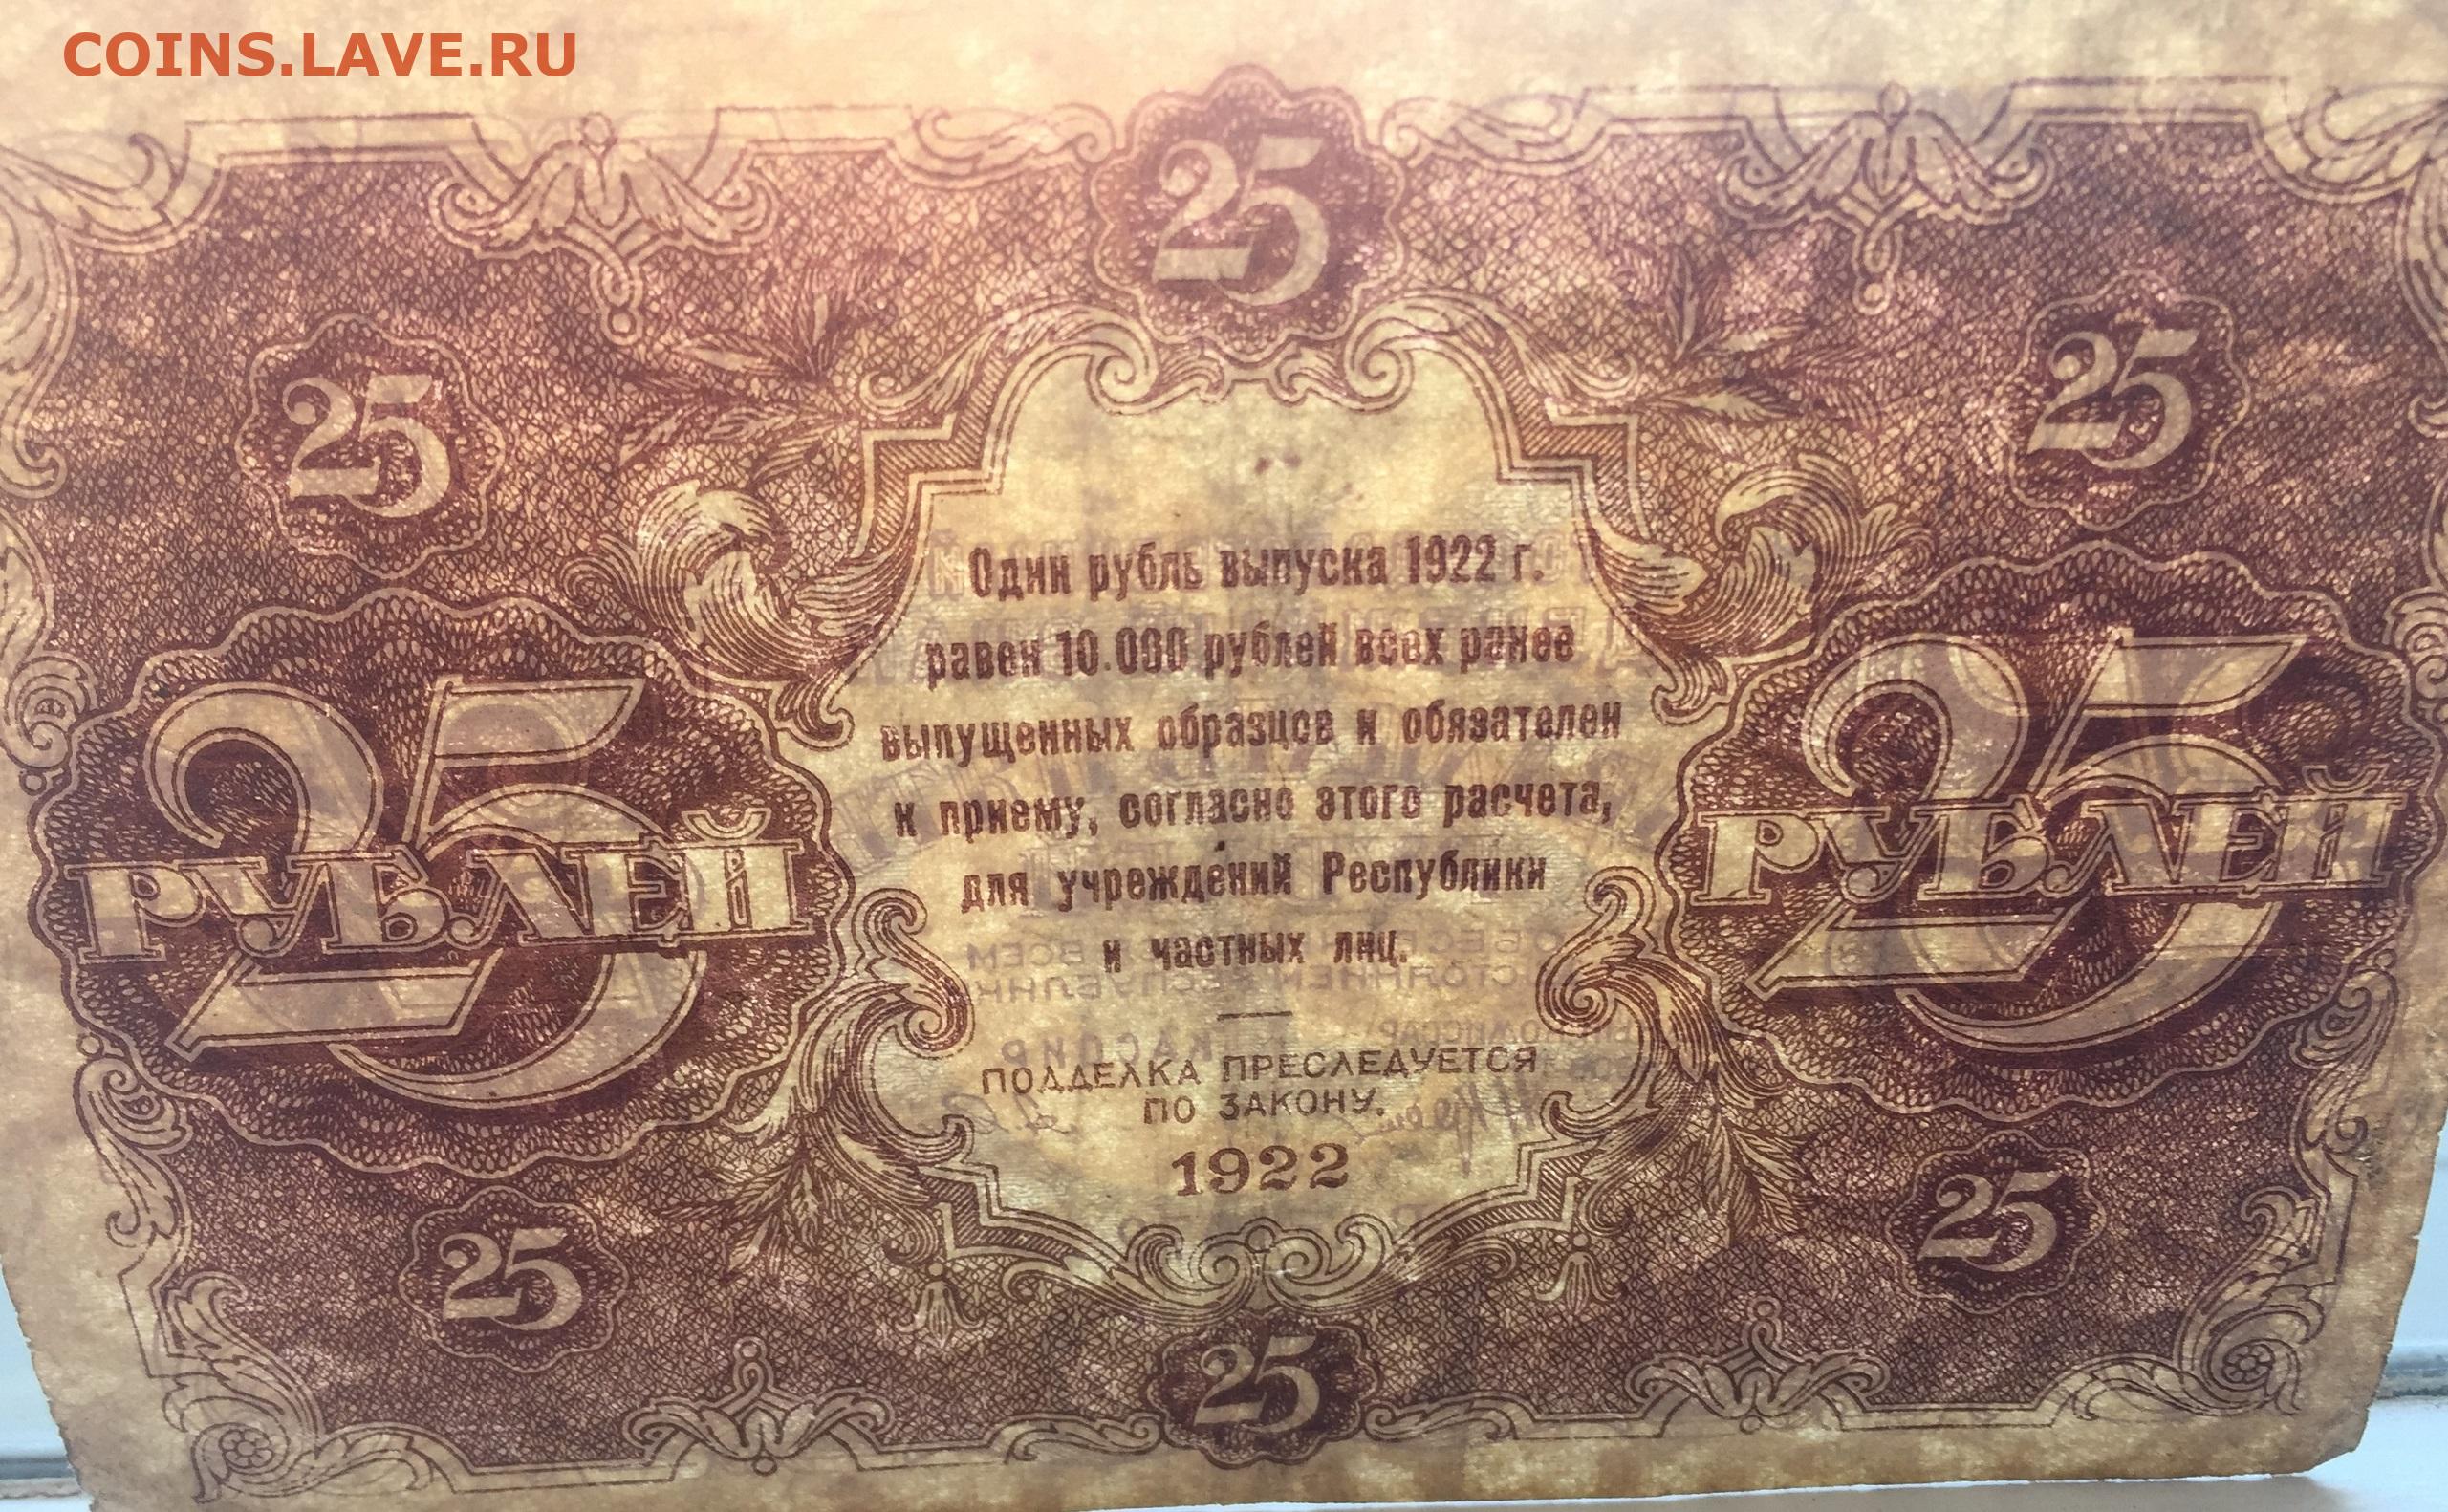 COINS.LAVE.RU
25
25
25
Один рубль выпуска 1922 г.
равен 10.000 рублей всех ранее
выпущенных образцов и обязателен
к приему, согласно этого расчета,
для учреждений Республики
и частных лиц.
25
РУБЛЕЙ
25
РУБЛЕЙ
ПОДДЕЛКА ПРЕСЛЕДУЕТСЯ
ПО ЗАКОНУ.
1922
25
25
25